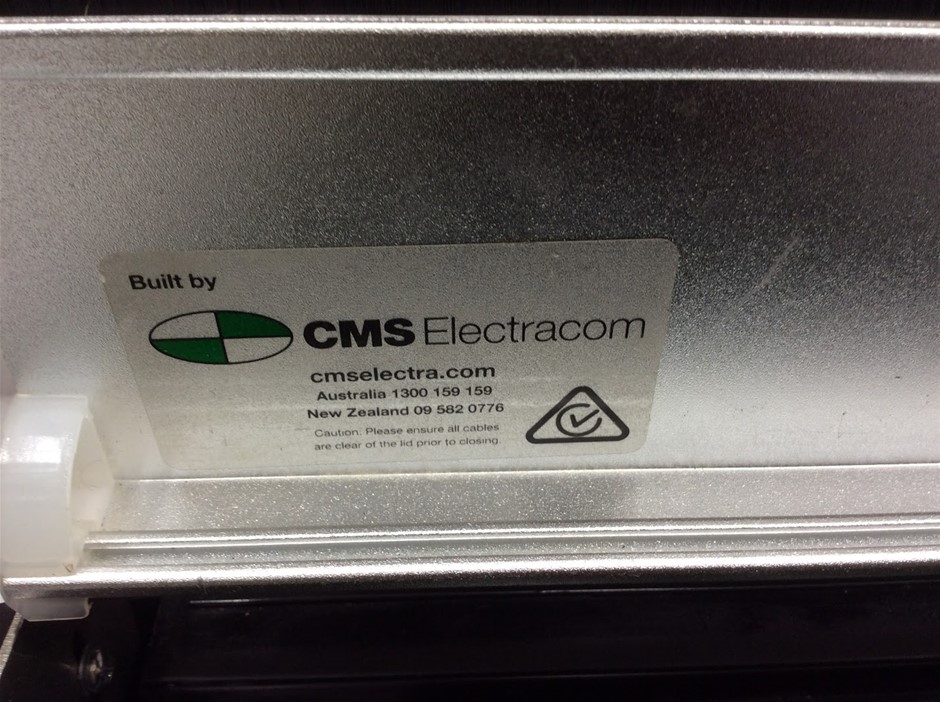 Built by
CMS Electracom
cmselectra.com
Australia 1300 159 159
New Zealand 09 582 0776
Caution: Please ensure all cables
are clear of the lid prior to closing.